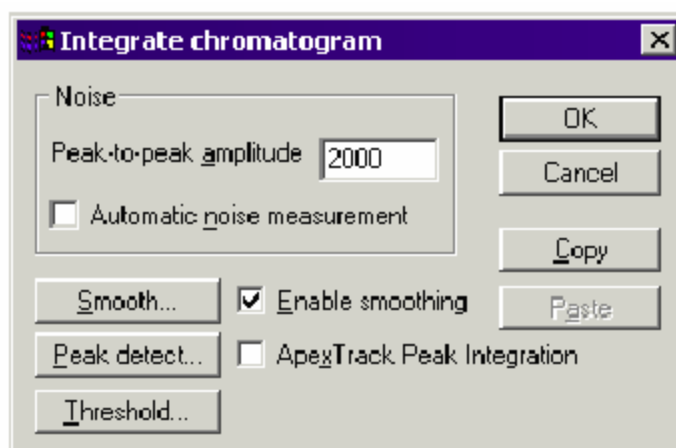 Integrate chromatogram
Noise
Peak-to-peak amplitude 2000
Automatic noise measurement
OK
Cancel
Copy
Paste
Smooth... Enable smoothing
Peak detect... ApexTrack Peak Integration
Threshold...